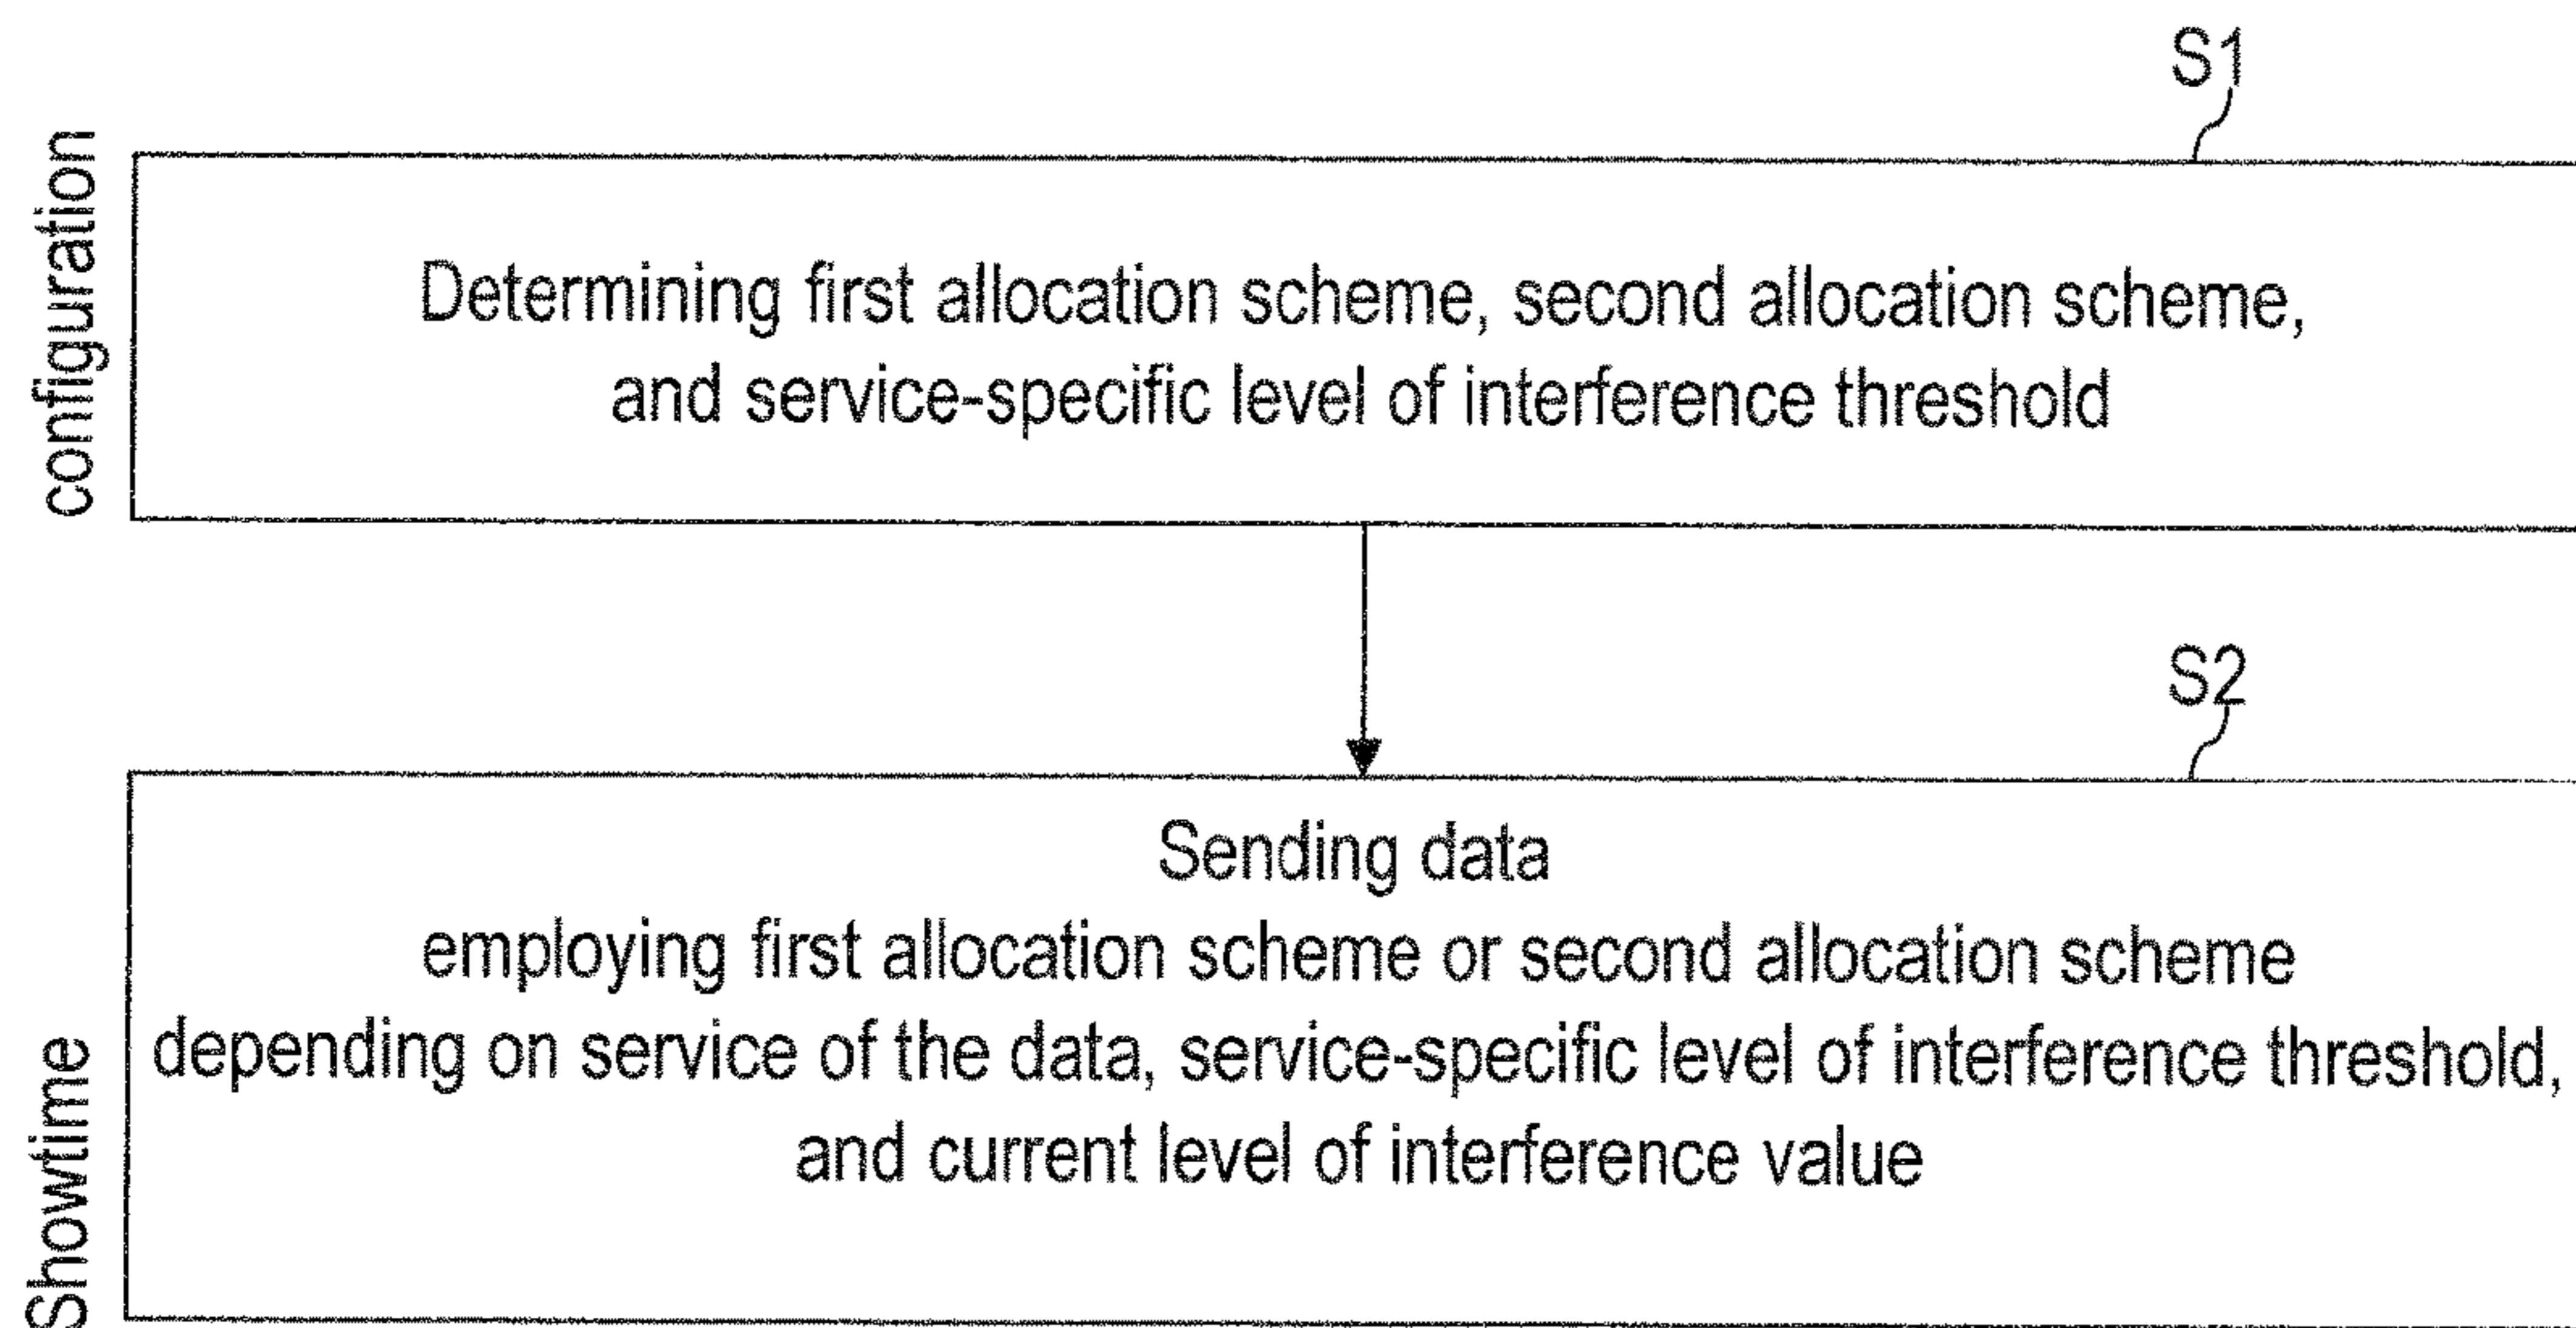 S1
configuration
Determining first allocation scheme, second allocation scheme,
and service-specific level of interference threshold
S2
Showtime
Sending data
employing first allocation scheme or second allocation scheme
depending on service of the data, service-specific level of interference threshold,
and current level of interference value